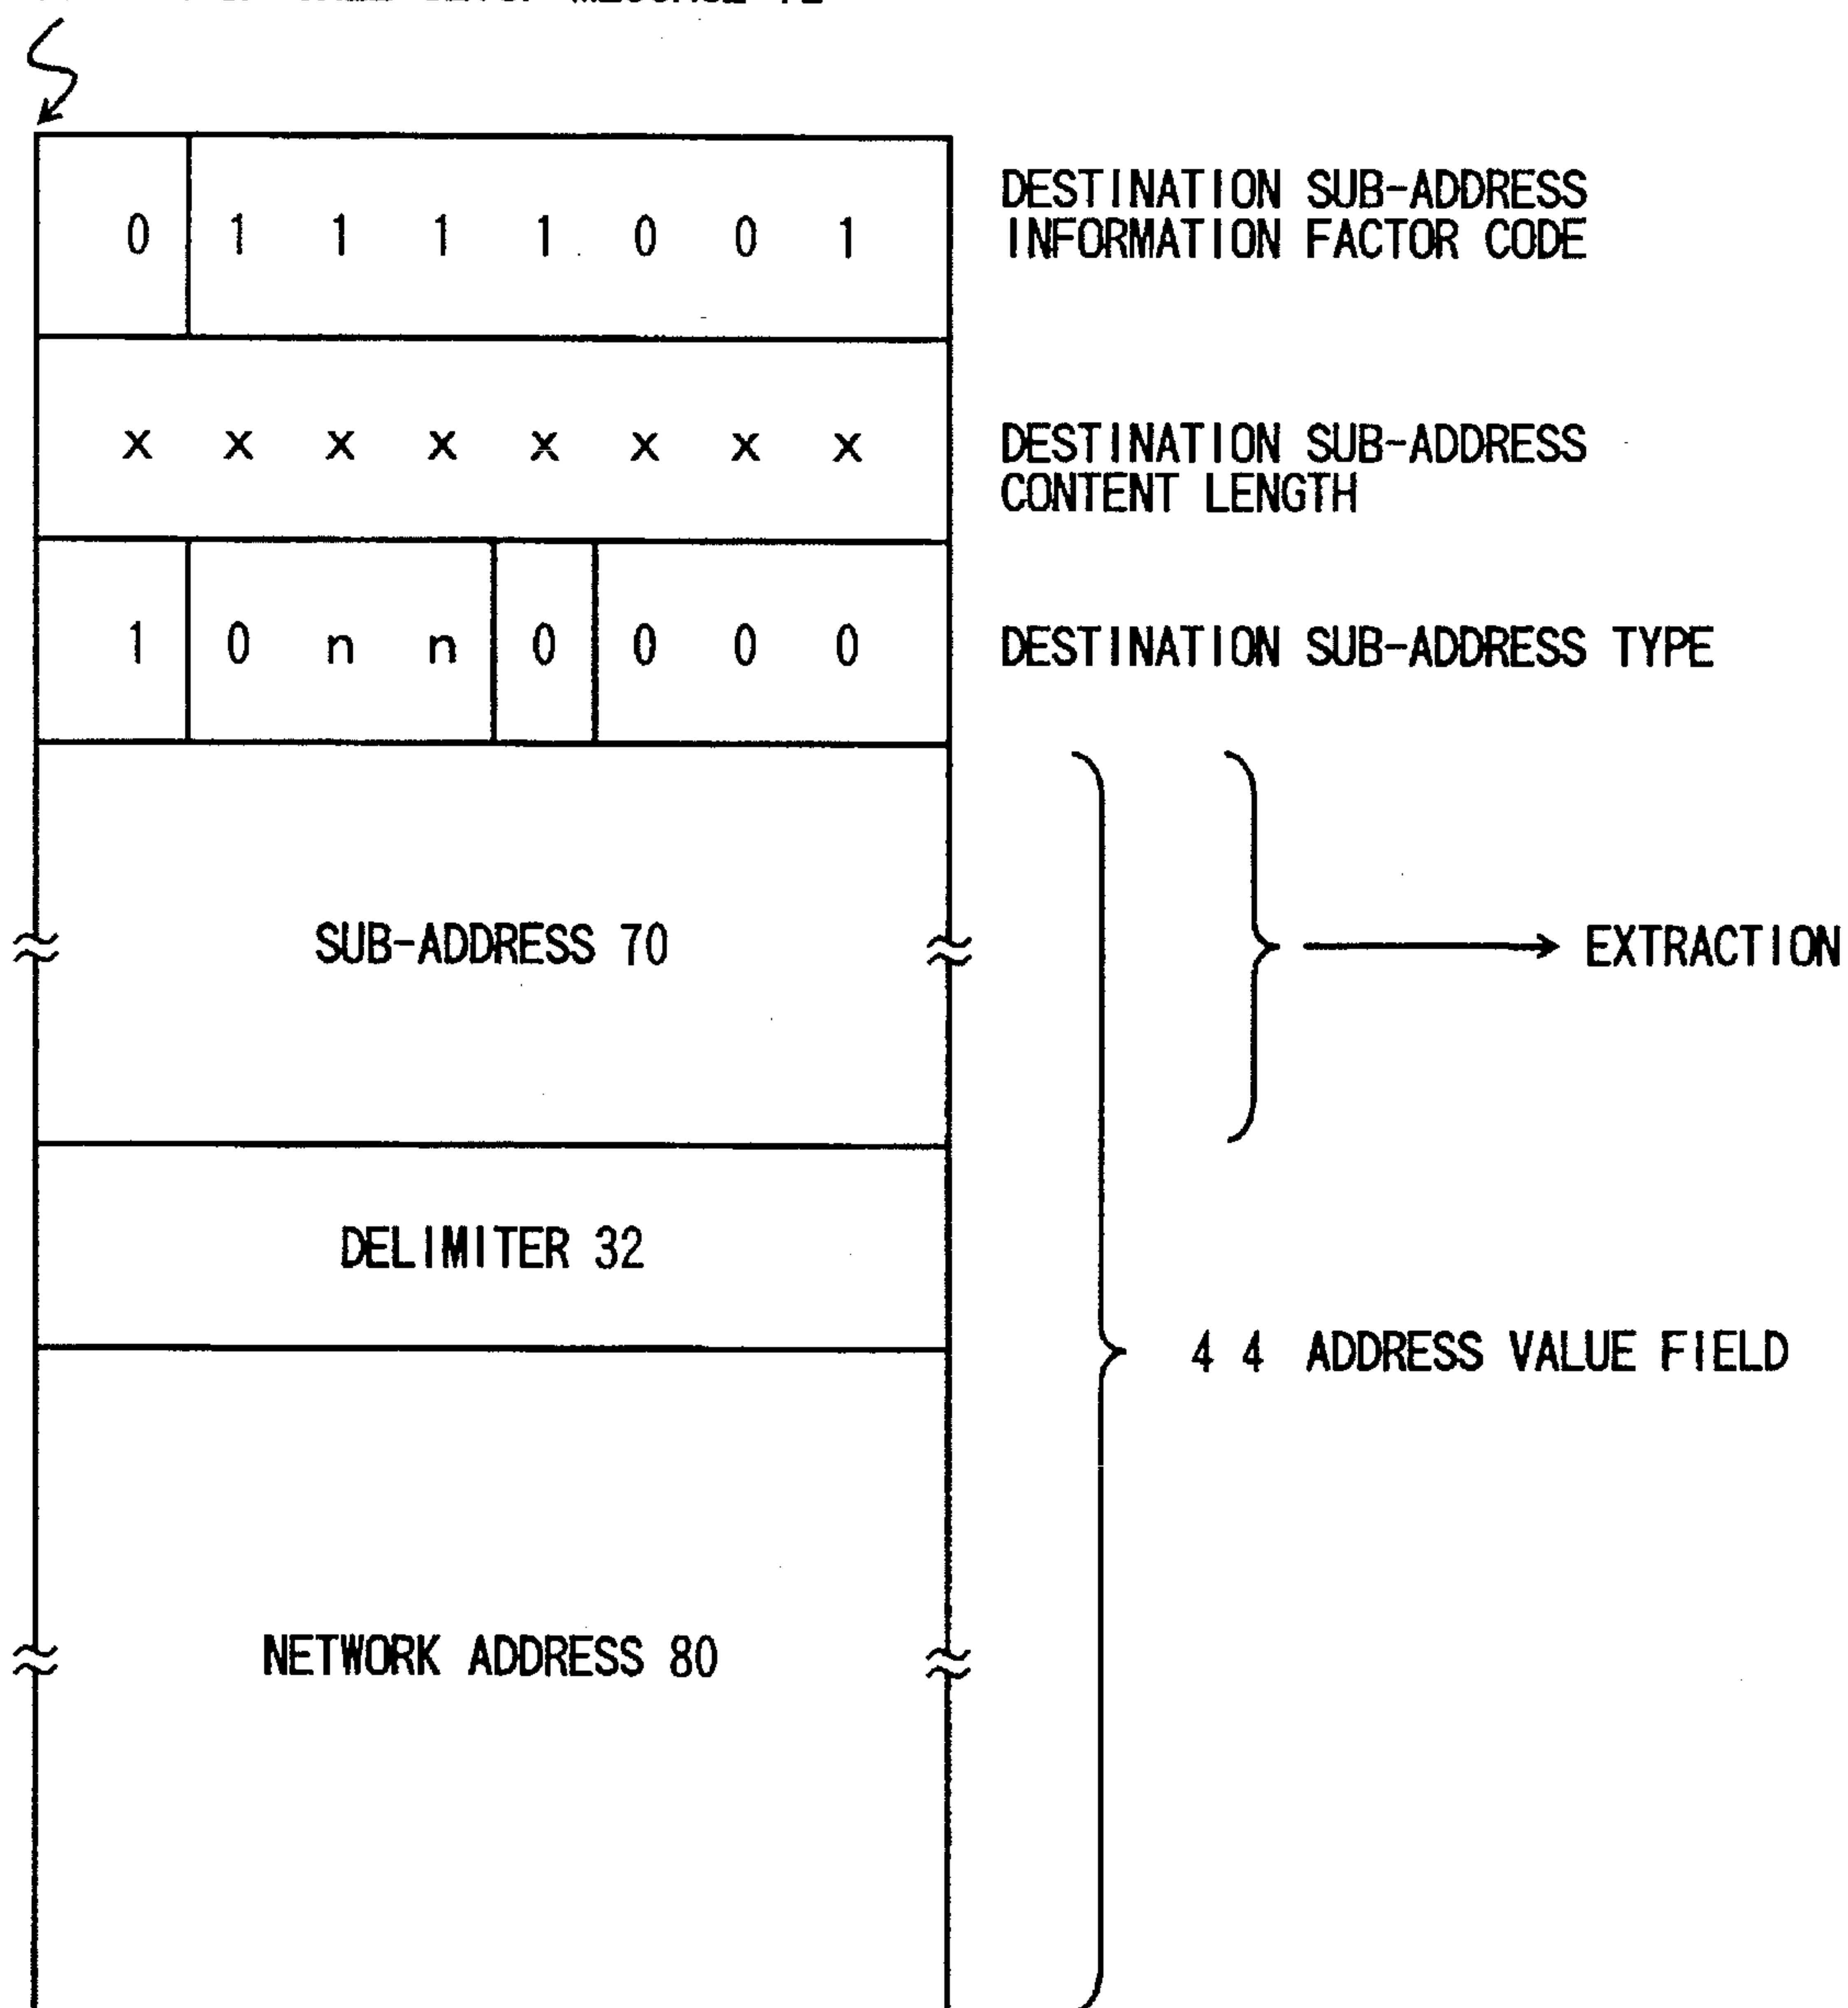 0 1 1 1 1 0 0 1
DESTINATION SUB-ADDRESS
INFORMATION FACTOR CODE
x x x x x x x x
DESTINATION SUB-ADDRESS
CONTENT LENGTH
1 0 n n 0 0 0 0
DESTINATION SUB-ADDRESS TYPE
SUB-ADDRESS 70
EXTRACTION
DELIMITER 32
4 4 ADDRESS VALUE FIELD
NETWORK ADDRESS 80